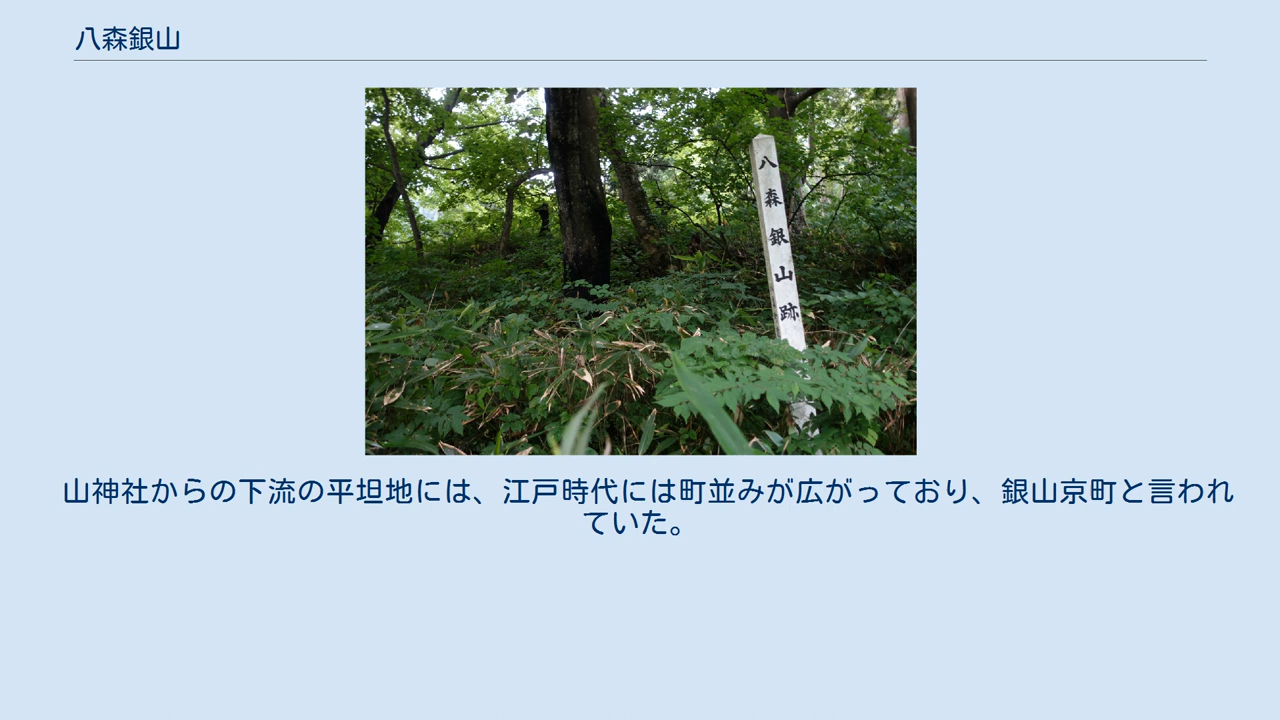 八森銀山
八森銀山跡
山神社からの下流の平坦地には、江戸時代には町並みが広がっており、銀山京町と言われ
ていた。